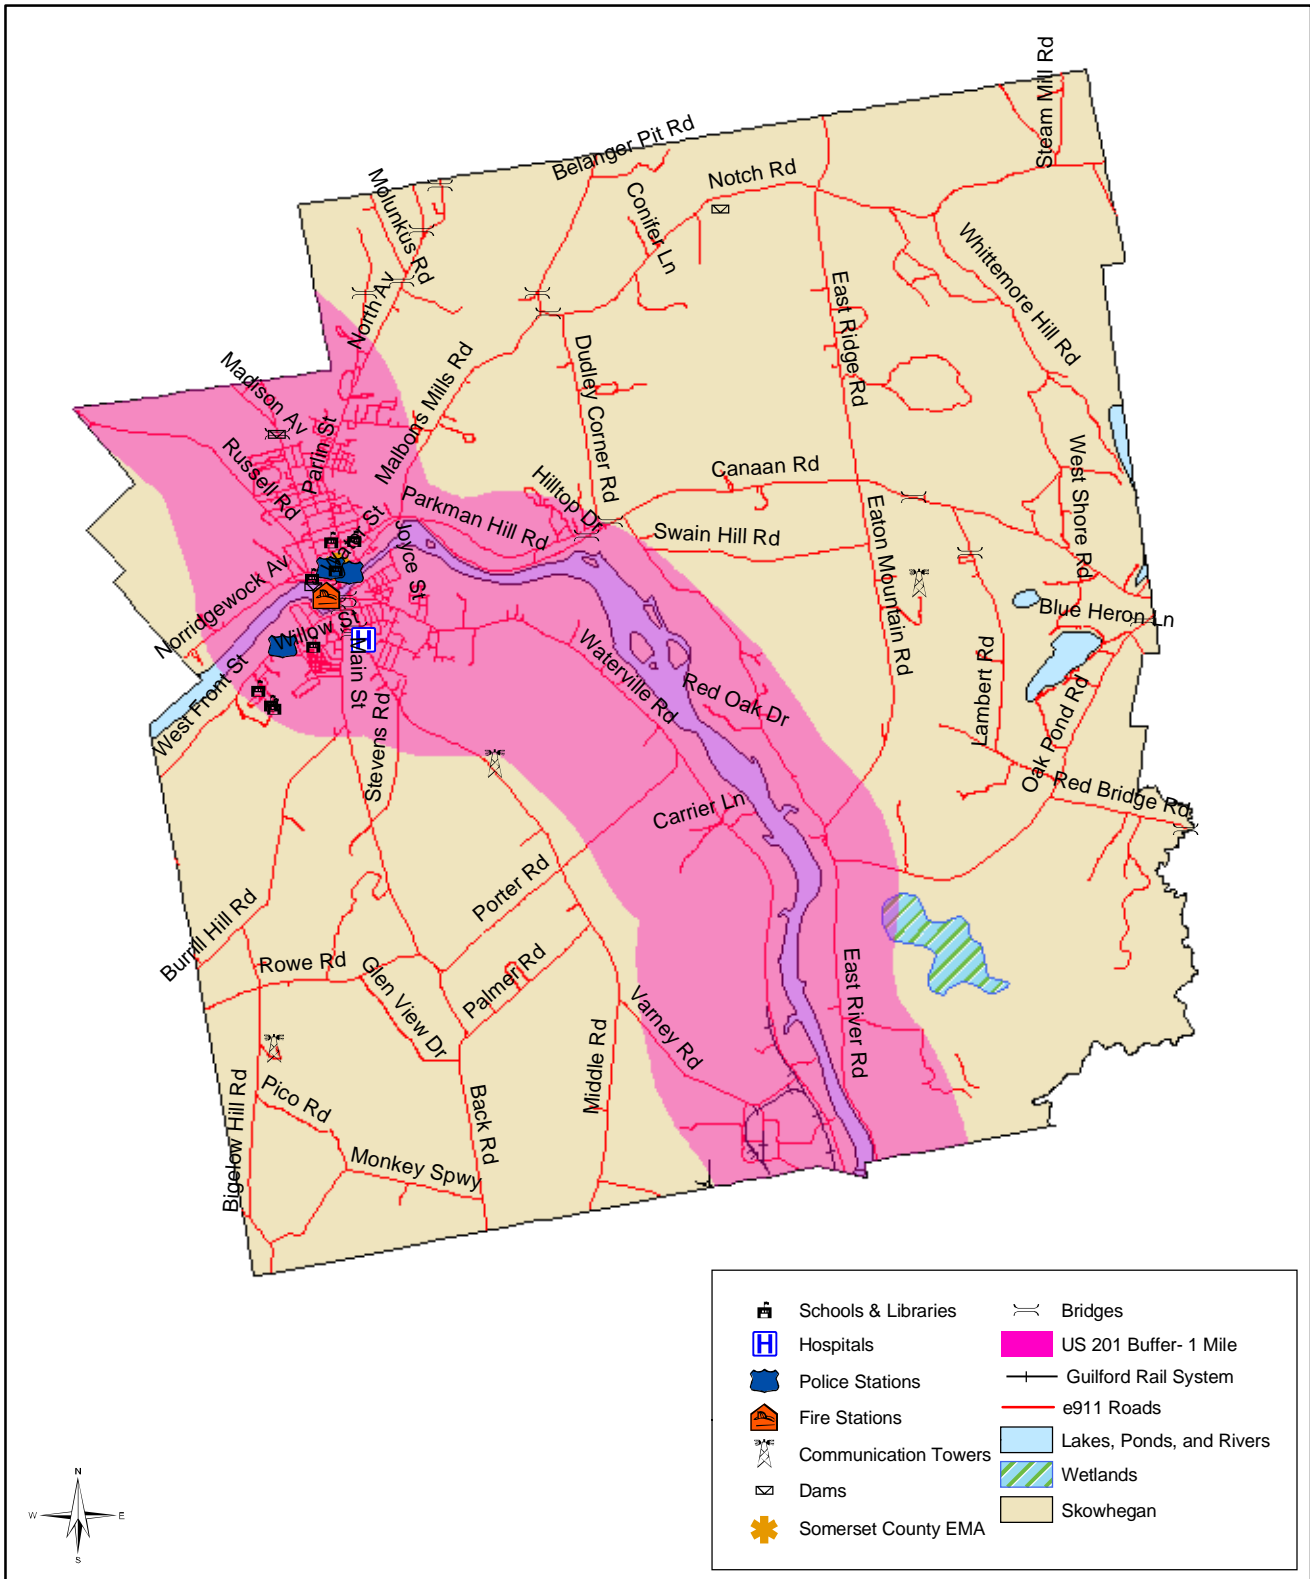 Steam Mill Rd
Belanger Pit Rd
Notch Rd
Molunkus Rd
Conifer Ln
Whittemore Hill Rd
North Av
East Ridge Rd
Malbons Mills Rd
Dudley Corner Rd
Madison Av
Parlin St
Russell Rd
Canaan Rd
West Shore Rd
Hilltop Dr
Parkman Hill Rd
Swain Hill Rd
Water St
Joyce St
Eaton Mountain Rd
Norridgewock Av
Blue Heron Ln
Willow St
Main St
Waterville Rd
Red Oak Dr
Lambert Rd
Oak Pond Rd
West Front St
Stevens Rd
Red Bridge Rd
Carrier Ln
Porter Rd
Burrill Hill Rd
Rowe Rd
Glen View Dr
Palmer Rd
East River Rd
Varney Rd
Middle Rd
Pico Rd
Bigelow Hill Rd
Back Rd
Monkey Spwy
H
Schools & Libraries
H
Hospitals
Police Stations
Fire Stations
Communication Towers
Dams
Somerset County EMA
Bridges
US 201 Buffer- 1 Mile
Guilford Rail System
e911 Roads
Lakes, Ponds, and Rivers
Wetlands
Skowhegan
N
W
E
S